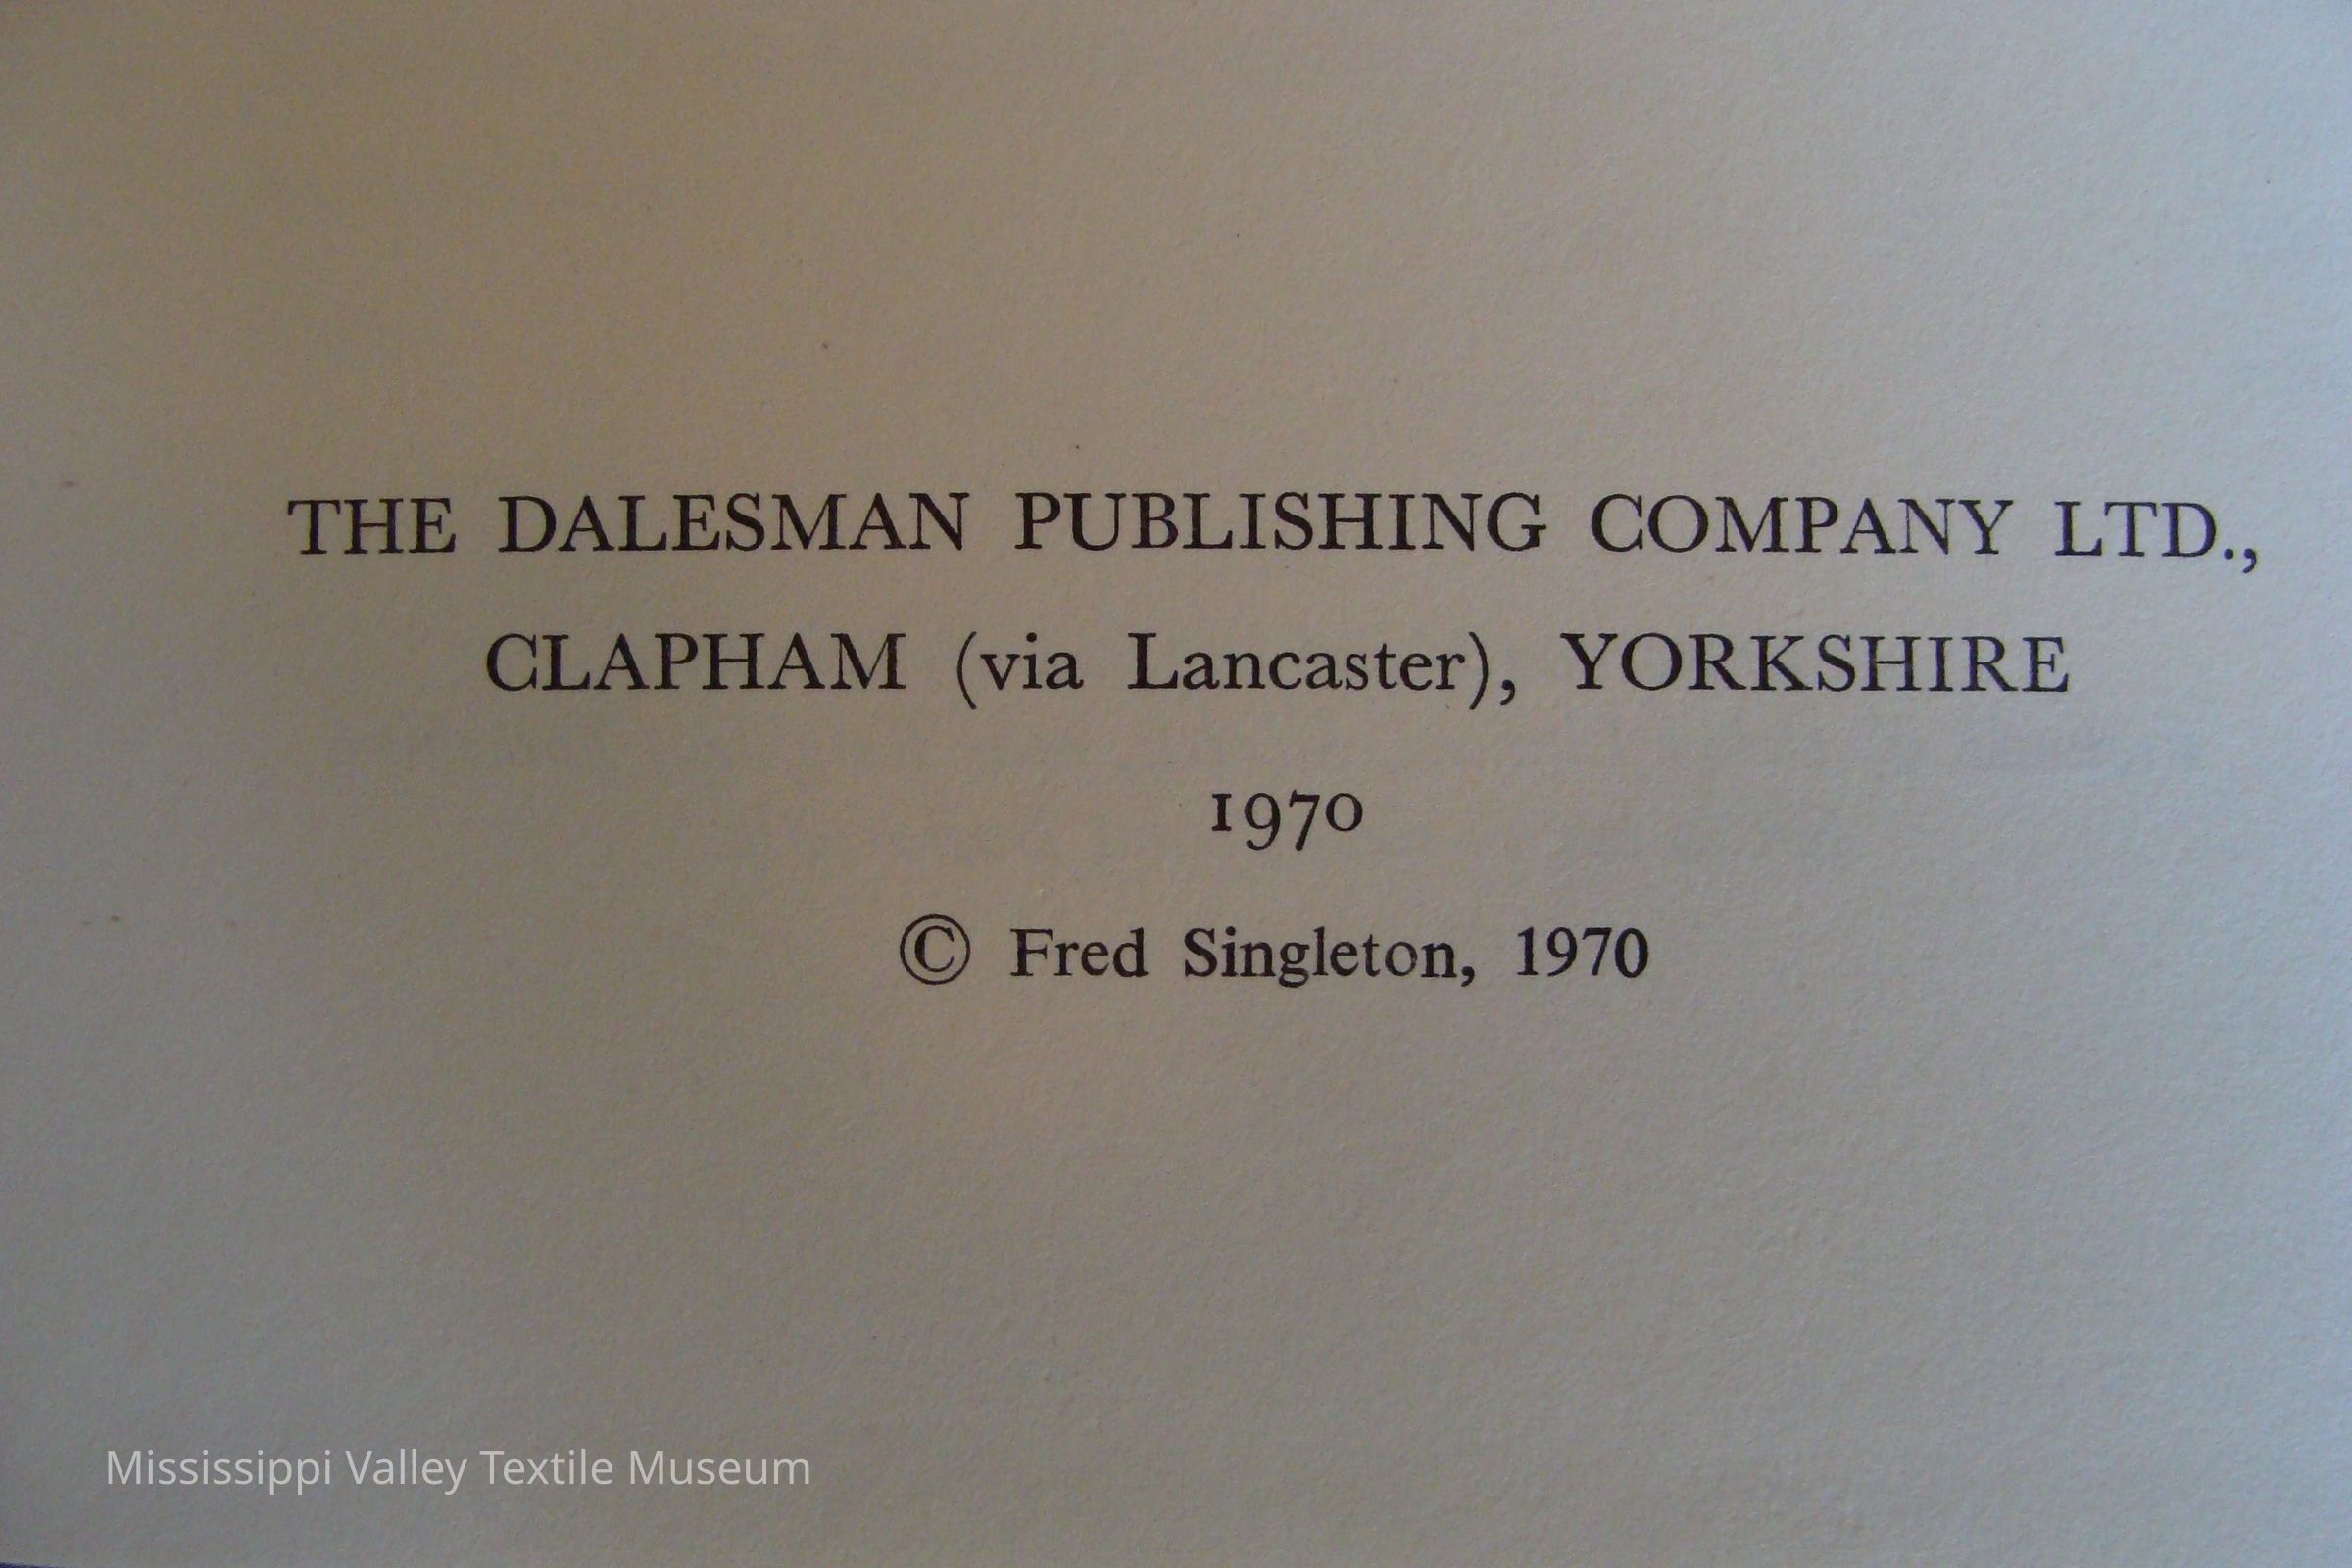 THE DALESMAN PUBLISHING COMPANY LTD.,
CLAPHAM (via Lancaster), YORKSHIRE
1970
© Fred Singleton, 1970
Mississippi Valley Textile Museum